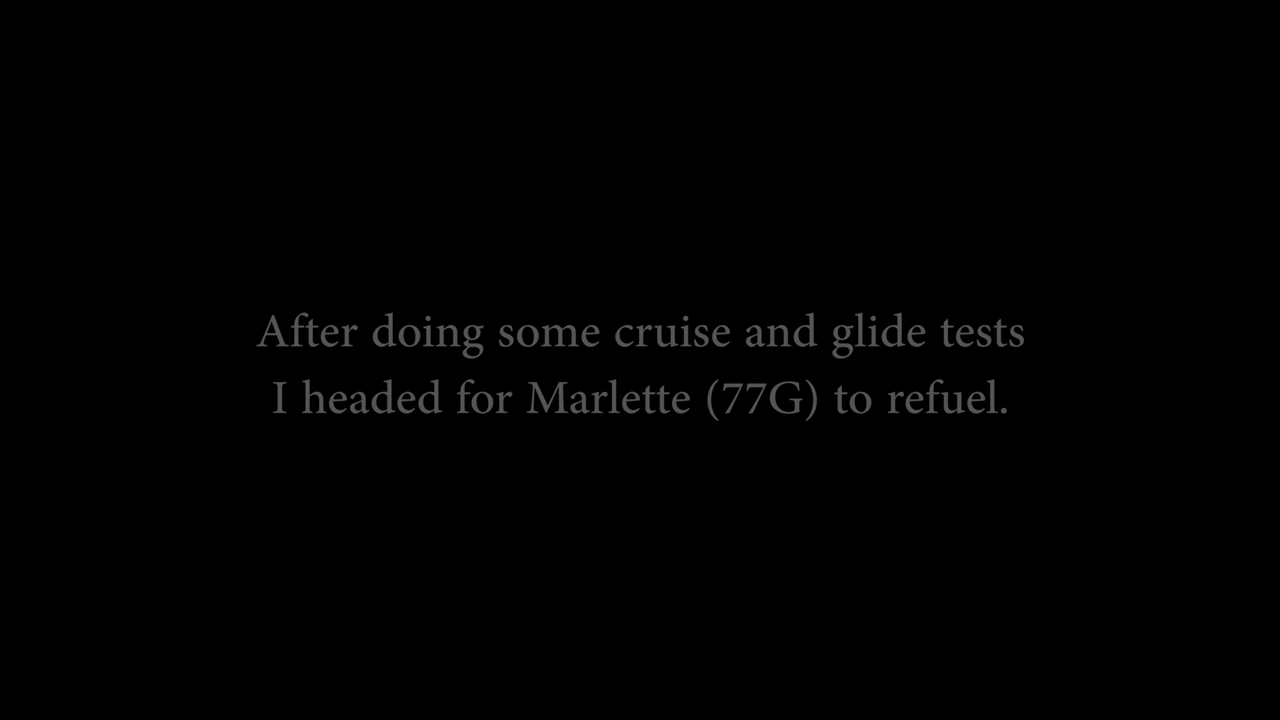 After doing some cruise and glide tests
I headed for Marlette (77G) to refuel.